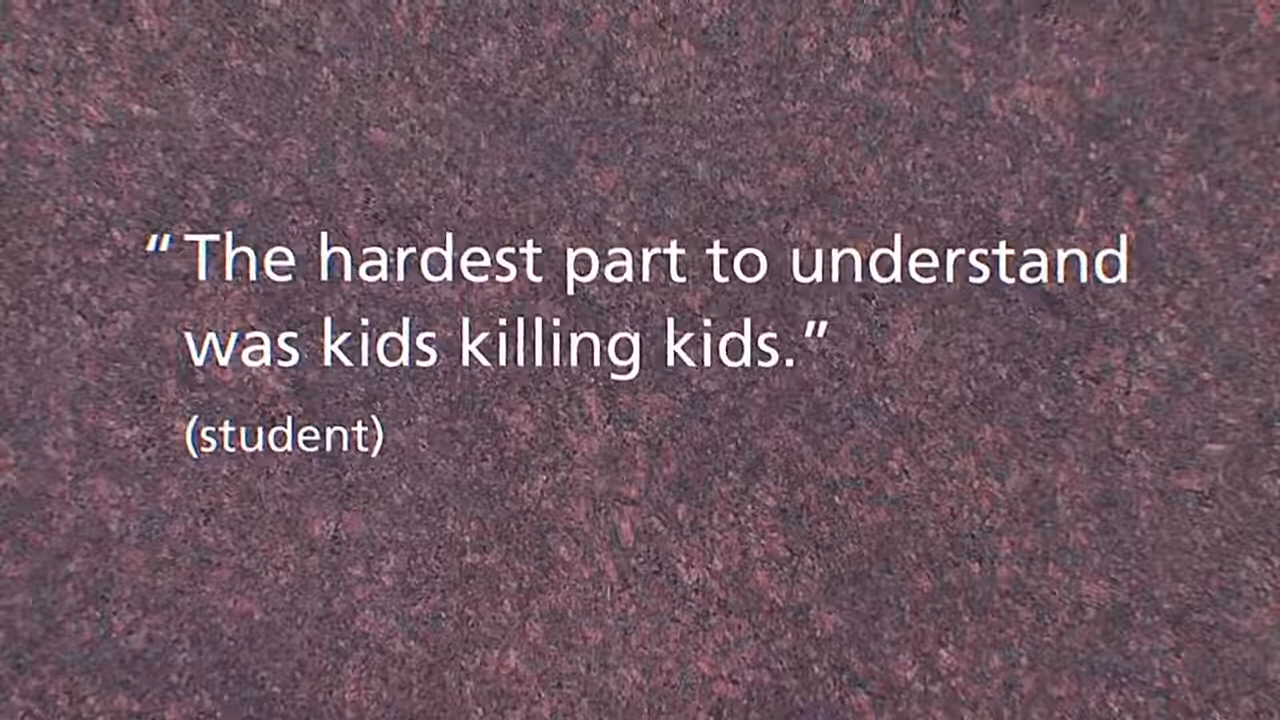 “The hardest part to understand
was kids killing kids.”
(student)